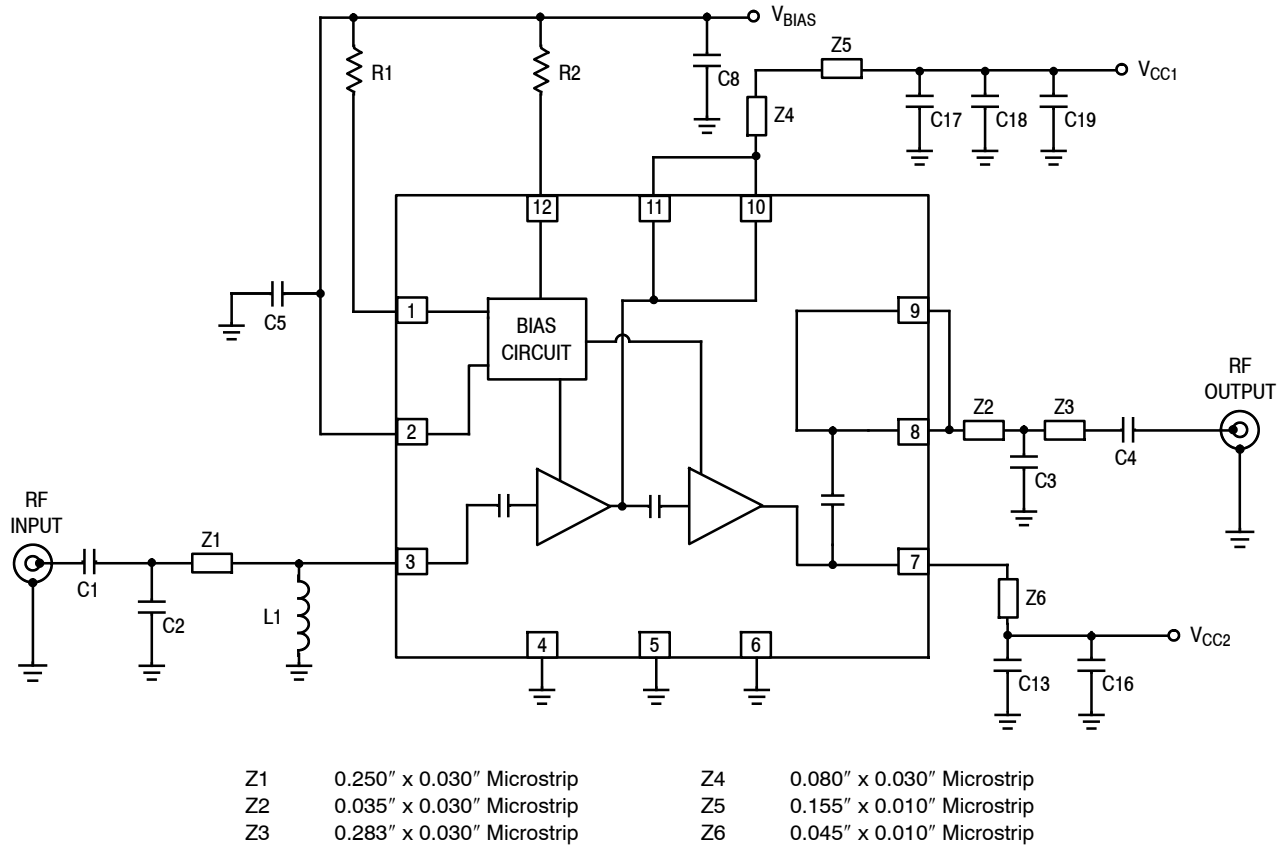 VBIAS
Z5
R1
R2
C8
VCC1
Z4
C17
C18
C19
12
11
10
C5
1
BIAS
CIRCUIT
9
RF
OUTPUT
2
8
Z2
Z3
C4
C3
RF
INPUT
Z1
3
7
C1
C2
L1
Z6
4
5
6
VCC2
C13
C16
Z1 0.250″ x 0.030″ Microstrip
Z2 0.035″ x 0.030″ Microstrip
Z3 0.283″ x 0.030″ Microstrip
Z4 0.080″ x 0.030″ Microstrip
Z5 0.155″ x 0.010″ Microstrip
Z6 0.045″ x 0.010″ Microstrip